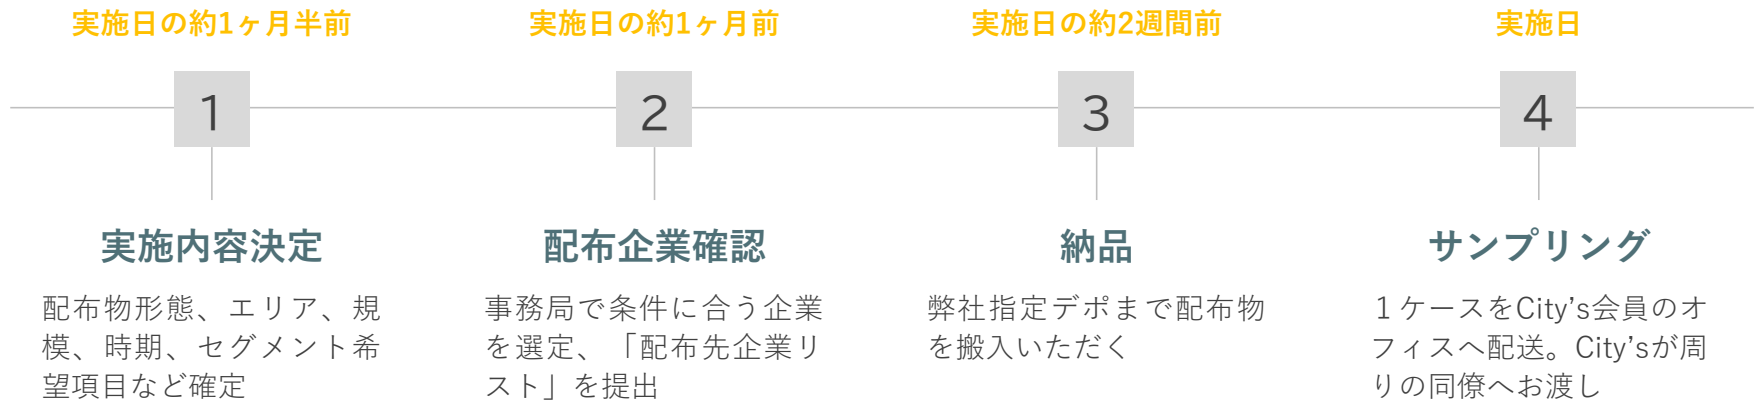 実施日の約1ヶ月半前
実施日の約1ヶ月前
実施日の約2週間前
実施日
1
2
3
4
実施内容決定
配布物形態、エリア、規
模、時期、セグメント希
望項目など確定
配布企業確認
事務局で条件に合う企業
を選定、「配布先企業リ
スト」を提出
納品
弊社指定デポまで配布物
を搬入いただく
サンプリング
１ケースをCity’s会員のオ
フィスへ配送。City’sが周
りの同僚へお渡し